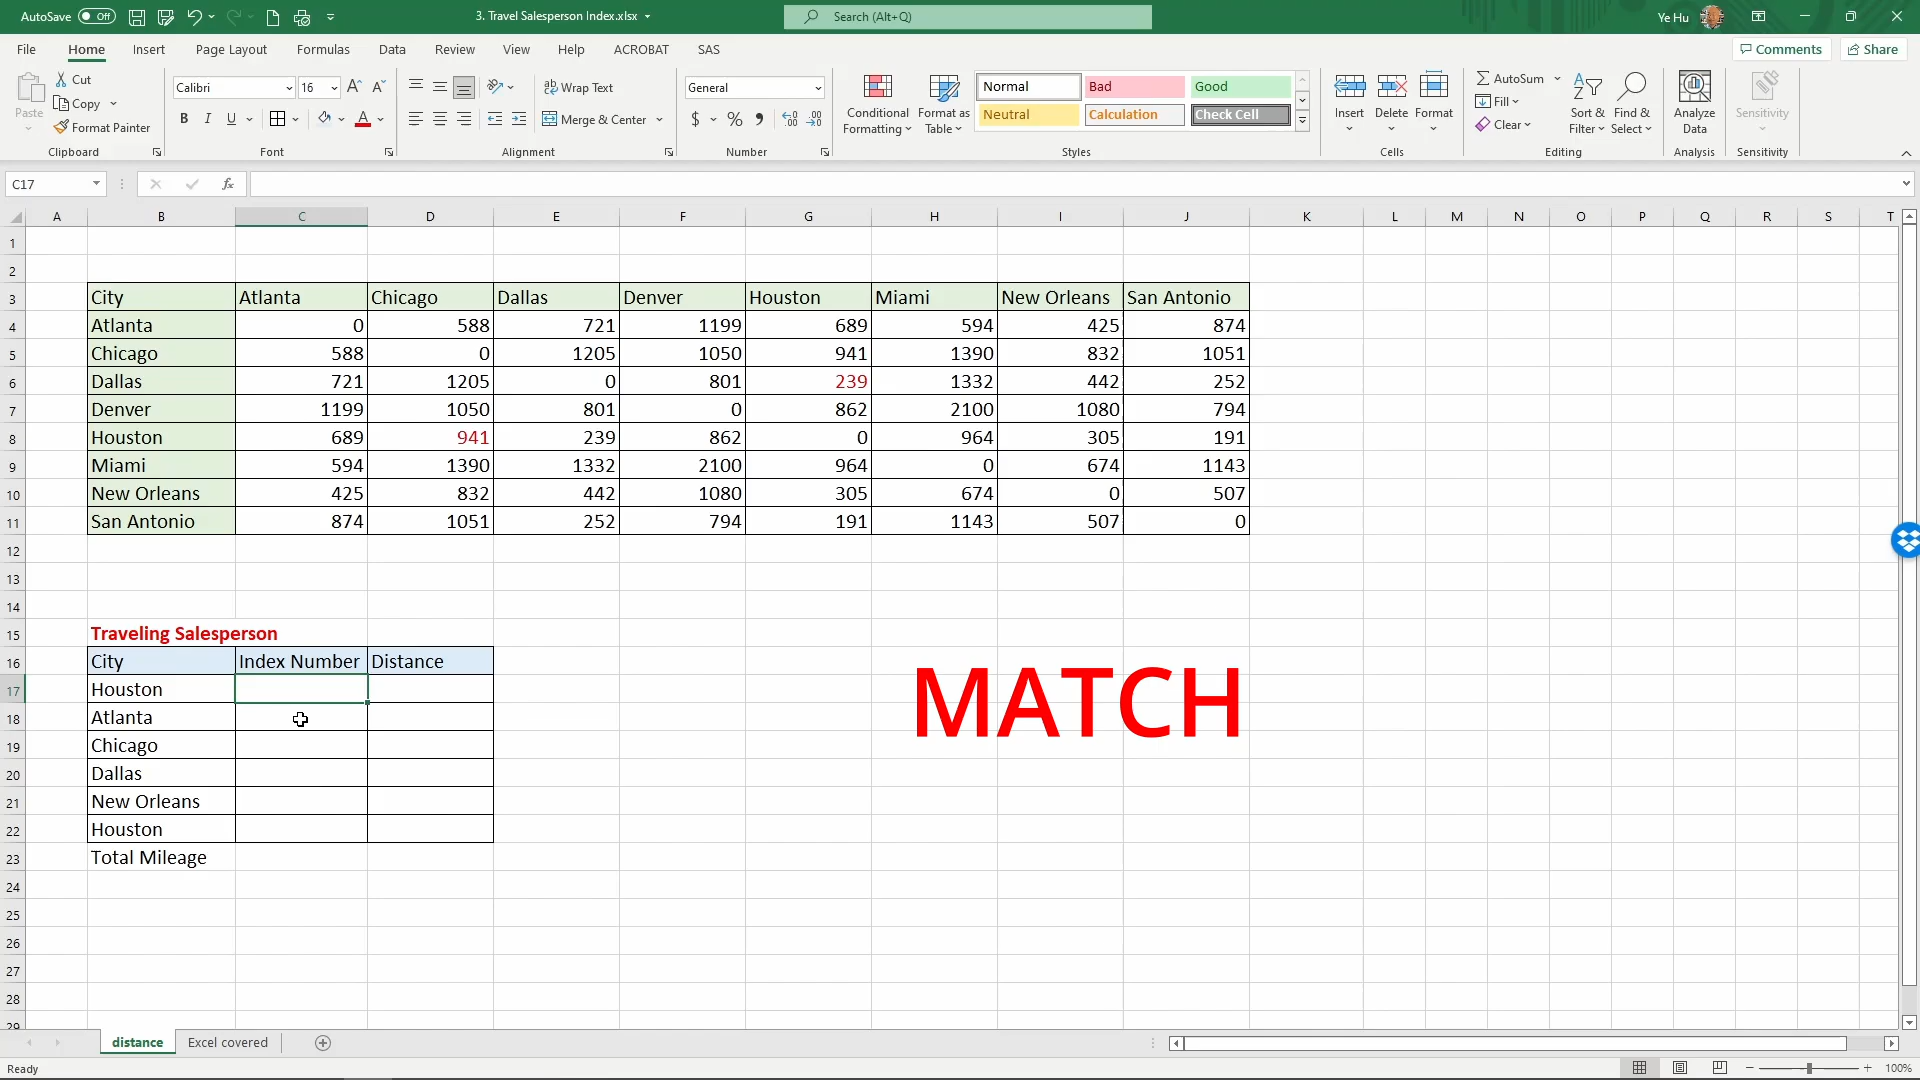 AutoSave Off 3. Travel Salesperson Index.xlsx Search (Alt+Q) Ye Hu
File Home Insert Page Layout Formulas Data Review View Help ACROBAT SAS Comments Share
Paste
Cut
Copy
Format Painter
Clipboard
Calibri 16
B I U A
Font
Wrap Text
Merge & Center
Alignment
General
$ % 9
Number
Conditional Formatting
Format as Table
Normal Bad Good
Neutral Calculation Check Cell
Styles
Insert Delete Format
Cells
AutoSum
Fill
Clear
Sort & Filter
Find & Select
Editing
Analyze Data
Analysis
Sensitivity
Sensitivity
C17 fx
A B C D E F G H I J K L M N O P Q R S T
1
2
3 City Atlanta Chicago Dallas Denver Houston Miami New Orleans San Antonio
4 Atlanta 0 588 721 1199 689 594 425 874
5 Chicago 588 0 1205 1050 941 1390 832 1051
6 Dallas 721 1205 0 801 239 1332 442 252
7 Denver 1199 1050 801 0 862 2100 1080 794
8 Houston 689 941 239 862 0 964 305 191
9 Miami 594 1390 1332 2100 964 0 674 1143
10 New Orleans 425 832 442 1080 305 674 0 507
11 San Antonio 874 1051 252 794 191 1143 507 0
12
13
14
15 Traveling Salesperson
16 City Index Number Distance
17 Houston
18 Atlanta
19 Chicago
20 Dallas
21 New Orleans
22 Houston
23 Total Mileage
MATCH
24
25
26
27
28
29
distance Excel covered
Ready 100%